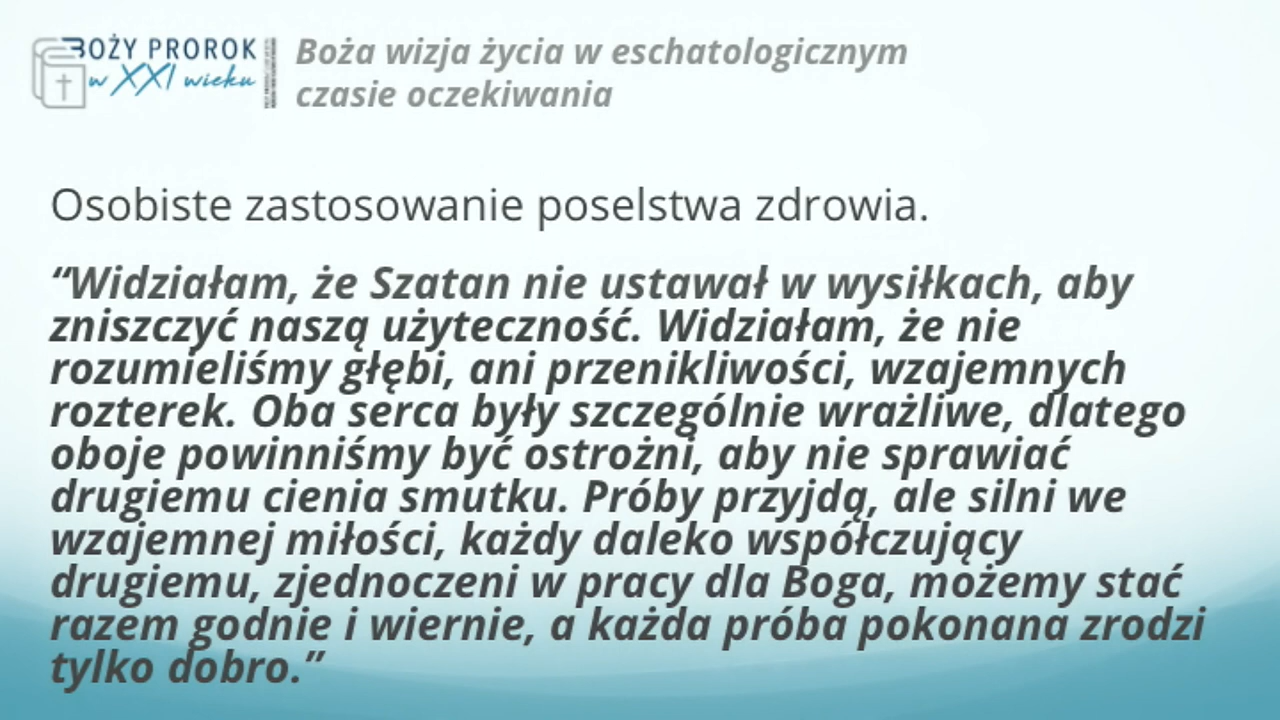 BOŻY PROROK
w XXI wieku
Boża wizja życia w eschatologicznym
czasie oczekiwania
Osobiste zastosowanie poselstwa zdrowia.
“Widziałam, że Szatan nie ustawał w wysiłkach, aby
zniszczyć naszą użyteczność. Widziałam, że nie
rozumieliśmy głębi, ani przenikliwości, wzajemnych
rozterek. Oba serca były szczególnie wrażliwe, dlatego
oboje powinniśmy być ostrożni, aby nie sprawiać
drugiemu cienia smutku. Próby przyjdą, ale silni we
wzajemnej miłości, każdy daleko współczujący
drugiemu, zjednoczeni w pracy dla Boga, możemy stać
razem godnie i wiernie, a każda próba pokonana zrodzi
tylko dobro.”